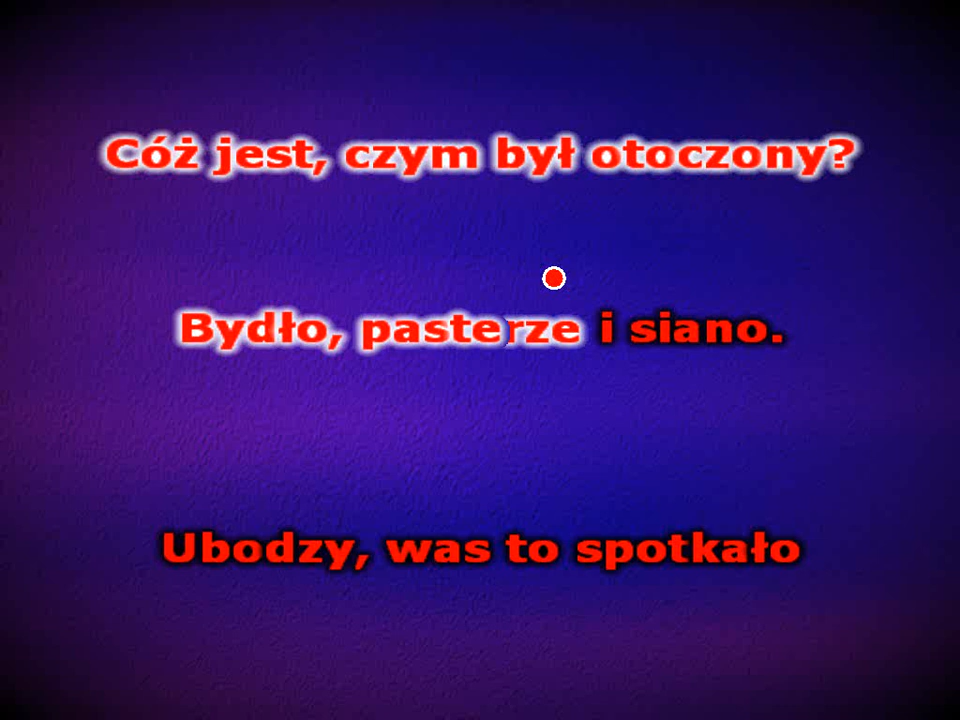 Cóż jest, czym był otoczony?
Bydło, pasterze i siano.
Ubodzy, was to spotkało